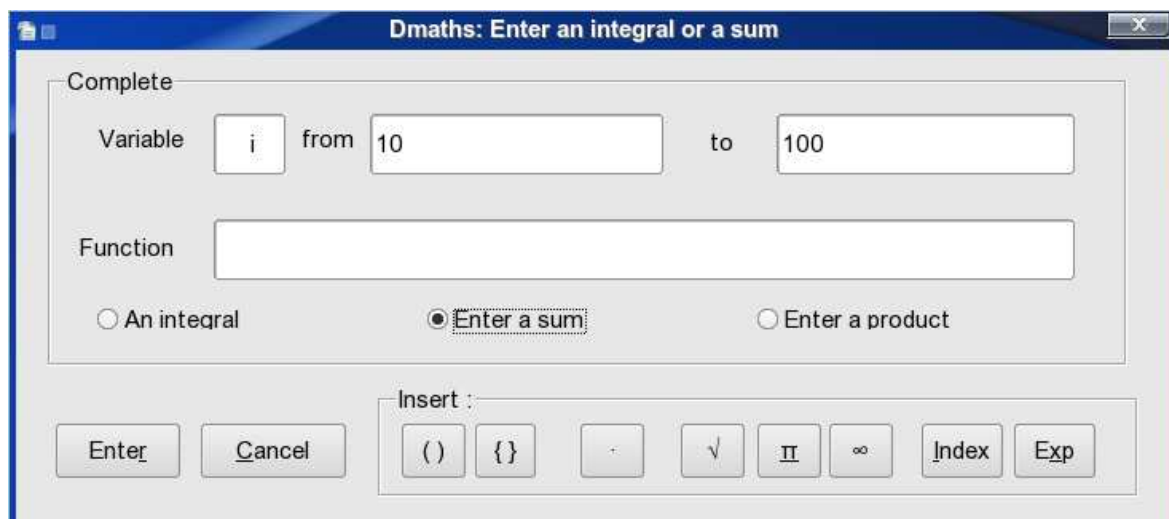 Dmaths: Enter an integral or a sum
x
Complete
Variable i from 10 to 100
Function
An integral Enter a sum Enter a product
Insert :
Enter Cancel ( ) { } · √ π ∞ Index Exp